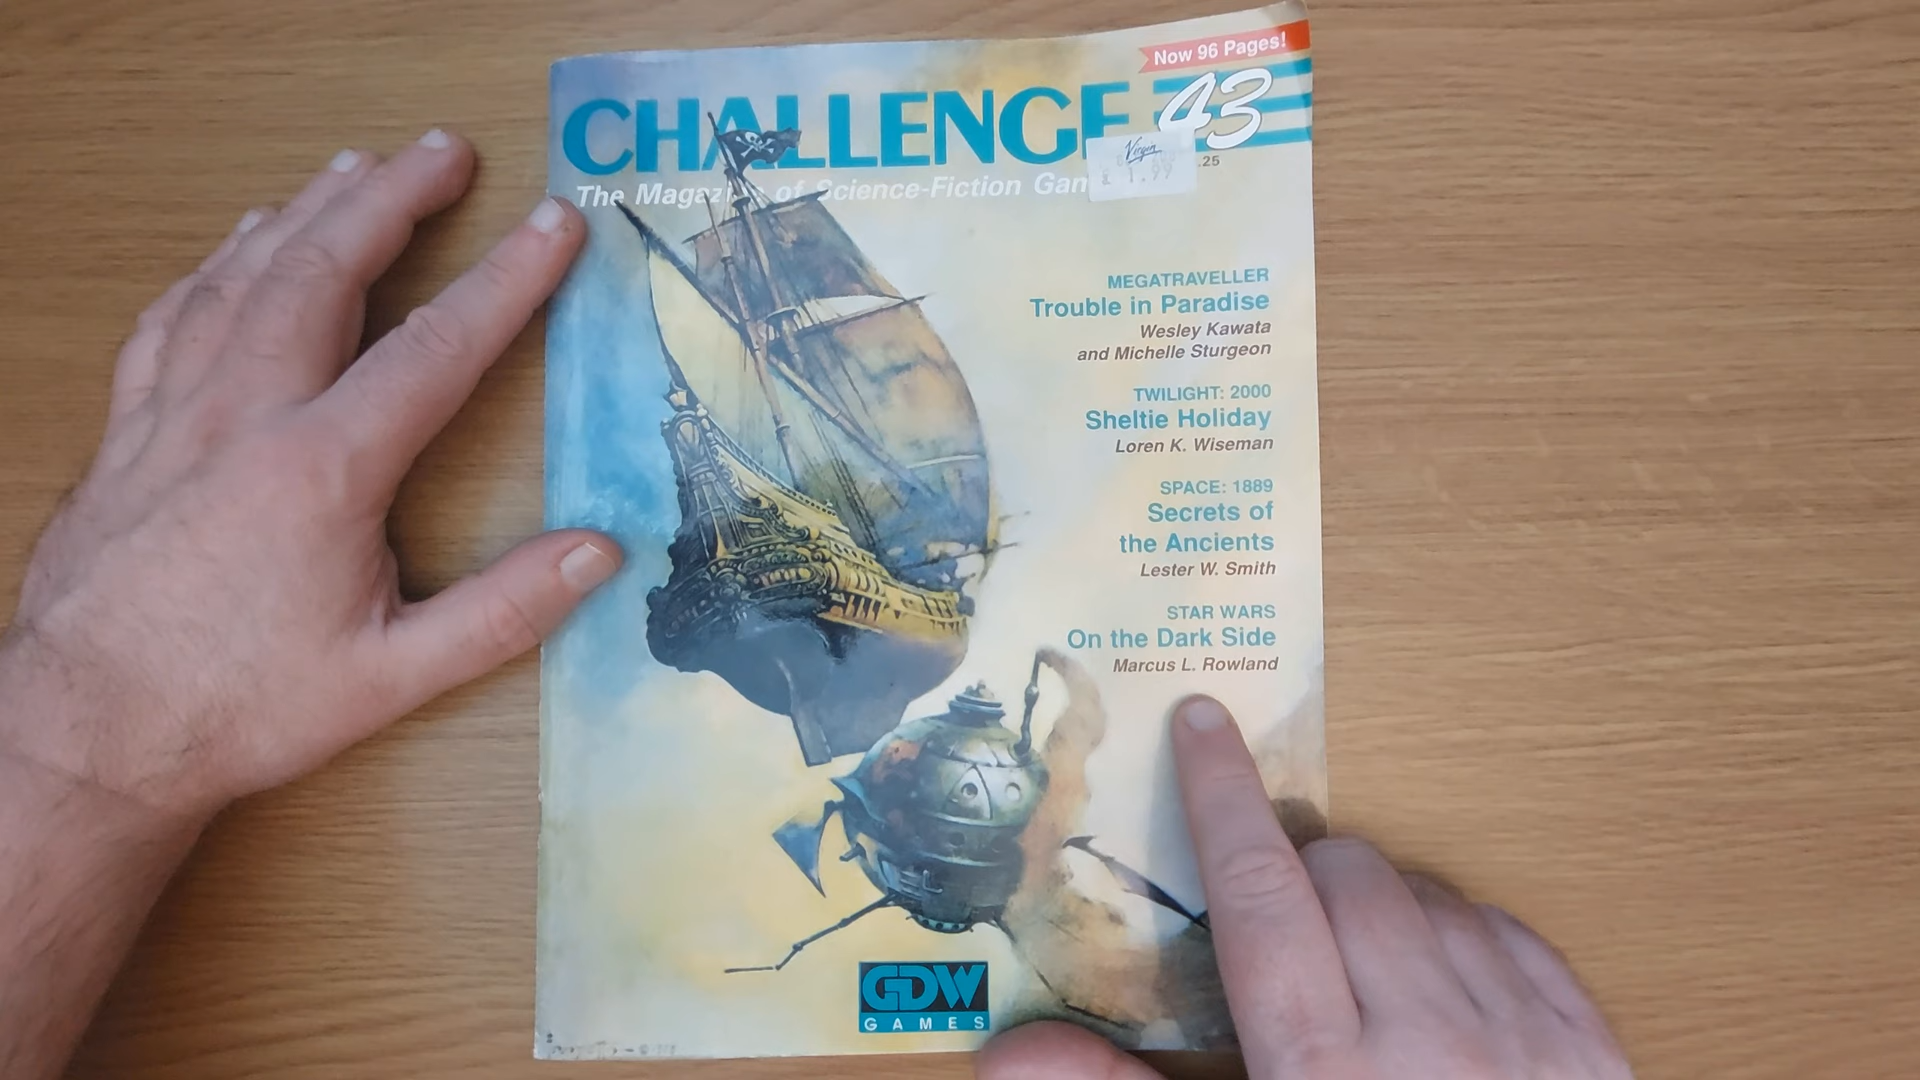 Now 96 Pages!
CHALLENGE 43
Virgin
£ 1.99
.25
The Magazine of Science-Fiction Gam
MEGATRAVELLER
Trouble in Paradise
Wesley Kawata
and Michelle Sturgeon
TWILIGHT: 2000
Sheltie Holiday
Loren K. Wiseman
SPACE: 1889
Secrets of
the Ancients
Lester W. Smith
STAR WARS
On the Dark Side
Marcus L. Rowland
GDW
GAMES